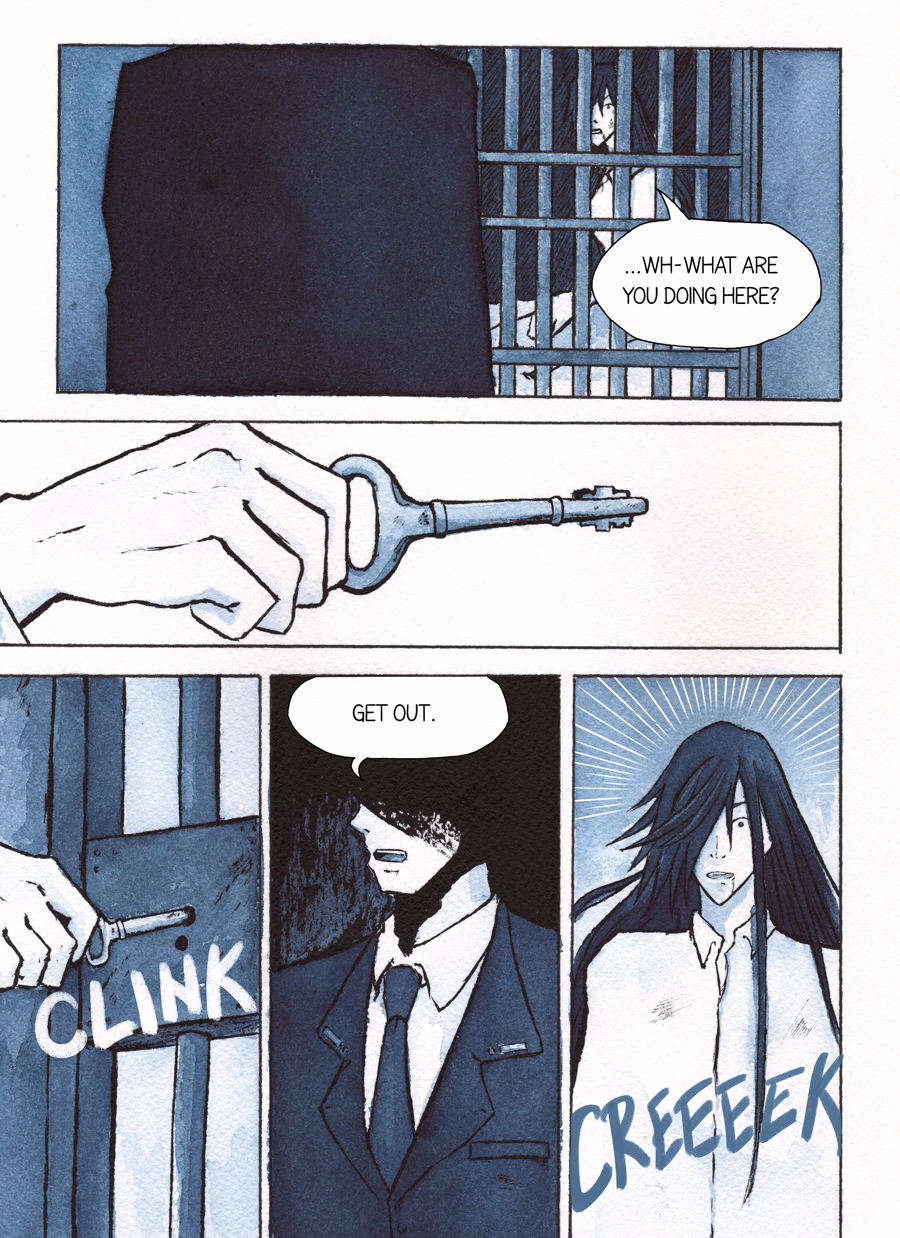 ...WH-WHAT ARE
YOU DOING HERE?
CLINK
GET OUT.
CREEEEK